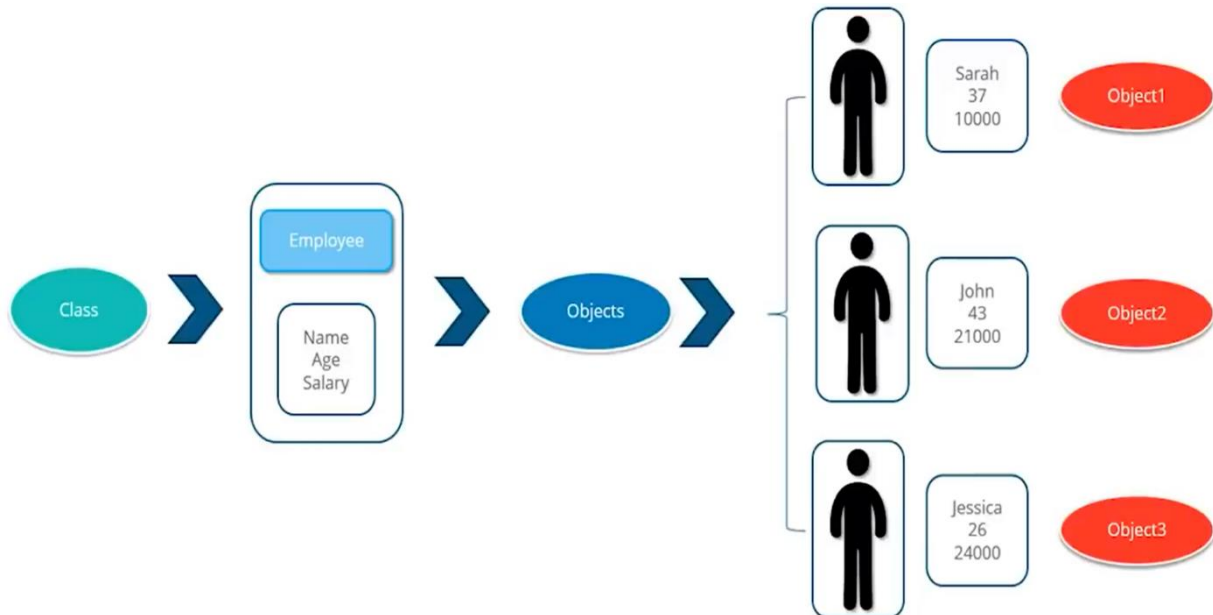 Class
Employee
Name
Age
Salary
Objects
Sarah
37
10000
Object1
John
43
21000
Object2
Jessica
26
24000
Object3